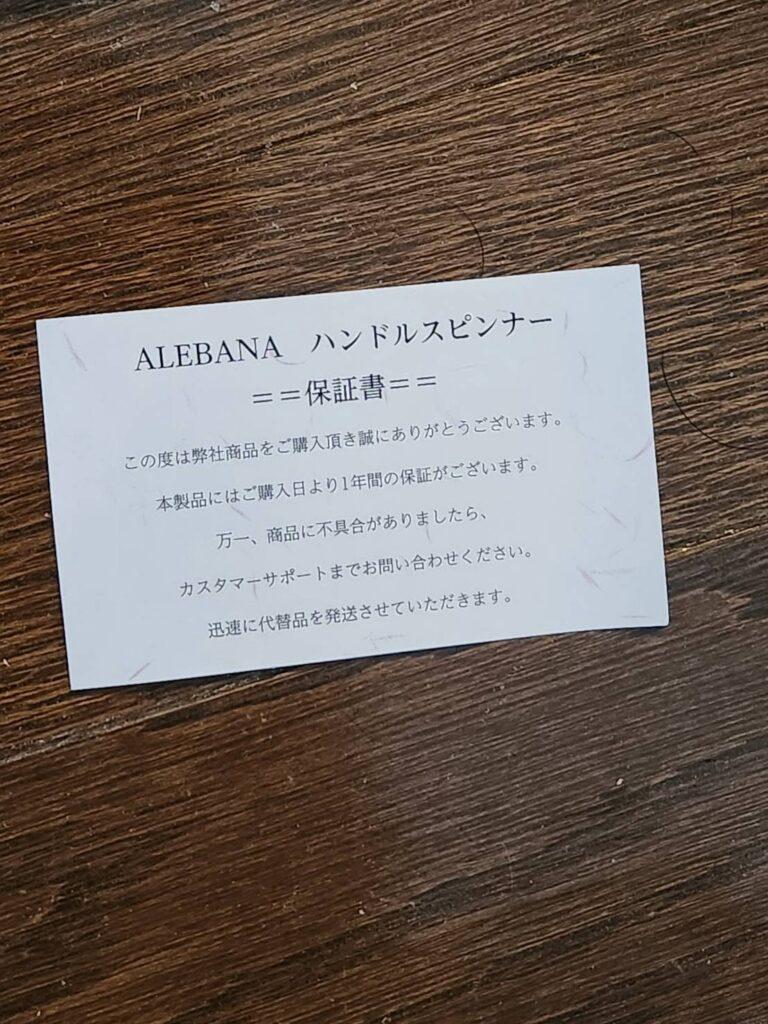 ALEBANA　ハンドルスピンナー
＝＝保証書＝＝
この度は弊社商品をご購入頂き誠にありがとうございます。
本製品にはご購入日より1年間の保証がございます。
万一、商品に不具合がありましたら、
カスタマーサポートまでお問い合わせください。
迅速に代替品を発送させていただきます。